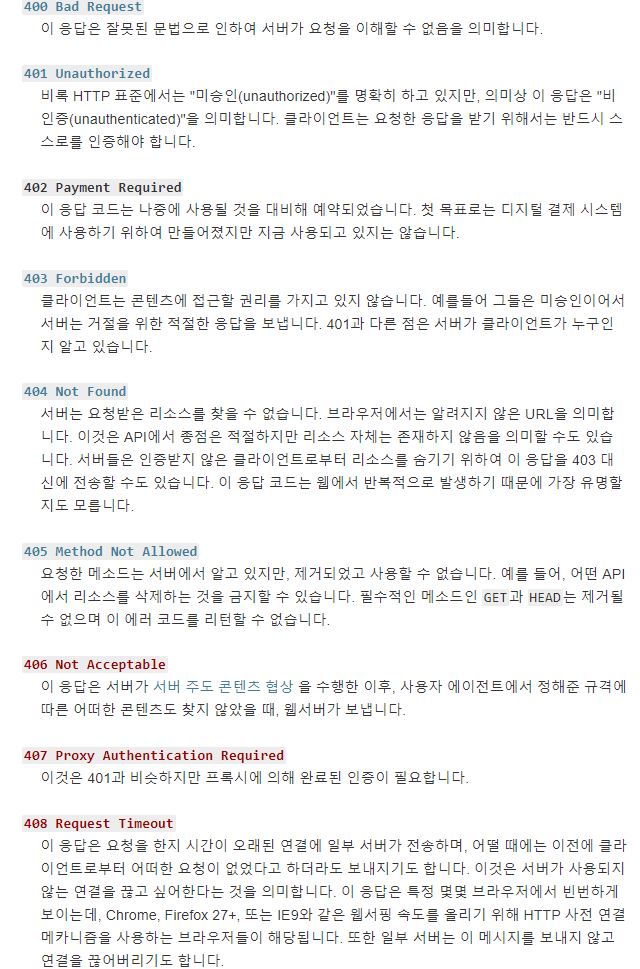 400 Bad Request
이 응답은 잘못된 문법으로 인하여 서버가 요청을 이해할 수 없음을 의미합니다.
401 Unauthorized
비록 HTTP 표준에서는 "미승인(unauthorized)"를 명확히 하고 있지만, 의미상 이 응답은 "비
인증(unauthenticated)"을 의미합니다. 클라이언트는 요청한 응답을 받기 위해서는 반드시 스
스로를 인증해야 합니다.
402 Payment Required
이 응답 코드는 나중에 사용될 것을 대비해 예약되었습니다. 첫 목표로는 디지털 결제 시스템
에 사용하기 위하여 만들어졌지만 지금 사용되고 있지는 않습니다.
403 Forbidden
클라이언트는 콘텐츠에 접근할 권리를 가지고 있지 않습니다. 예를들어 그들은 미승인이어서
서버는 거절을 위한 적절한 응답을 보냅니다. 401과 다른 점은 서버가 클라이언트가 누구인
지 알고 있습니다.
404 Not Found
서버는 요청받은 리소스를 찾을 수 없습니다. 브라우저에서는 알려지지 않은 URL을 의미합
니다. 이것은 API에서 종점은 적절하지만 리소스 자체는 존재하지 않음을 의미할 수도 있습
니다. 서버들은 인증받지 않은 클라이언트로부터 리소스를 숨기기 위하여 이 응답을 403 대
신에 전송할 수도 있습니다. 이 응답 코드는 웹에서 반복적으로 발생하기 때문에 가장 유명할
지도 모릅니다.
405 Method Not Allowed
요청한 메소드는 서버에서 알고 있지만, 제거되었고 사용할 수 없습니다. 예를 들어, 어떤 API
에서 리소스를 삭제하는 것을 금지할 수 있습니다. 필수적인 메소드인 GET과 HEAD는 제거될
수 없으며 이 에러 코드를 리턴할 수 없습니다.
406 Not Acceptable
이 응답은 서버가 서버 주도 콘텐츠 협상 을 수행한 이후, 사용자 에이전트에서 정해준 규격에
따른 어떠한 콘텐츠도 찾지 않았을 때, 웹서버가 보냅니다.
407 Proxy Authentication Required
이것은 401과 비슷하지만 프록시에 의해 완료된 인증이 필요합니다.
408 Request Timeout
이 응답은 요청을 한지 시간이 오래된 연결에 일부 서버가 전송하며, 어떨 때에는 이전에 클라
이언트로부터 어떠한 요청이 없었다고 하더라도 보내지기도 합니다. 이것은 서버가 사용되지
않는 연결을 끊고 싶어한다는 것을 의미합니다. 이 응답은 특정 몇몇 브라우저에서 빈번하게
보이는데, Chrome, Firefox 27+, 또는 IE9와 같은 웹서핑 속도를 올리기 위해 HTTP 사전 연결
메카니즘을 사용하는 브라우저들이 해당됩니다. 또한 일부 서버는 이 메시지를 보내지 않고
연결을 끊어버리기도 합니다.